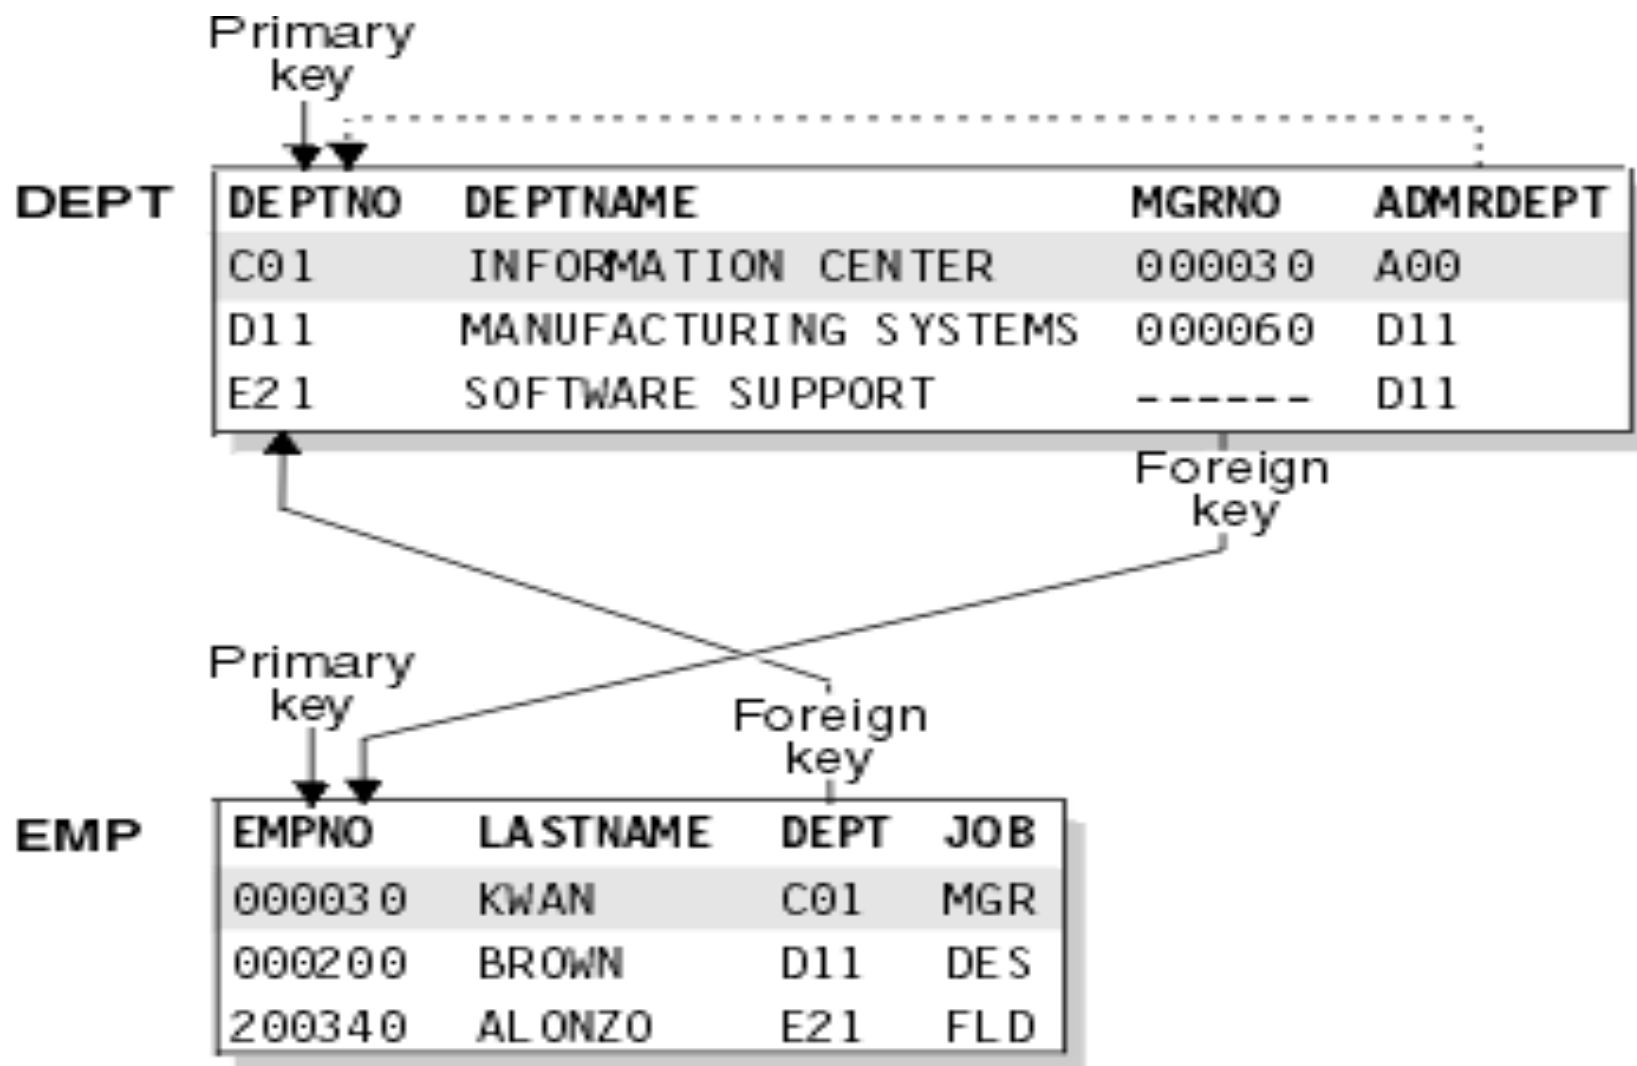 Primary
key
DEPT
DEPTNO DEPTNAME MGRNO ADMRDEPT
C01 INFORMATION CENTER 000030 A00
D11 MANUFACTURING SYSTEMS 000060 D11
E21 SOFTWARE SUPPORT ------ D11
Foreign
key
Primary
key
Foreign
key
EMP
EMPNO LASTNAME DEPT JOB
000030 KWAN C01 MGR
000200 BROWN D11 DES
200340 ALONZO E21 FLD